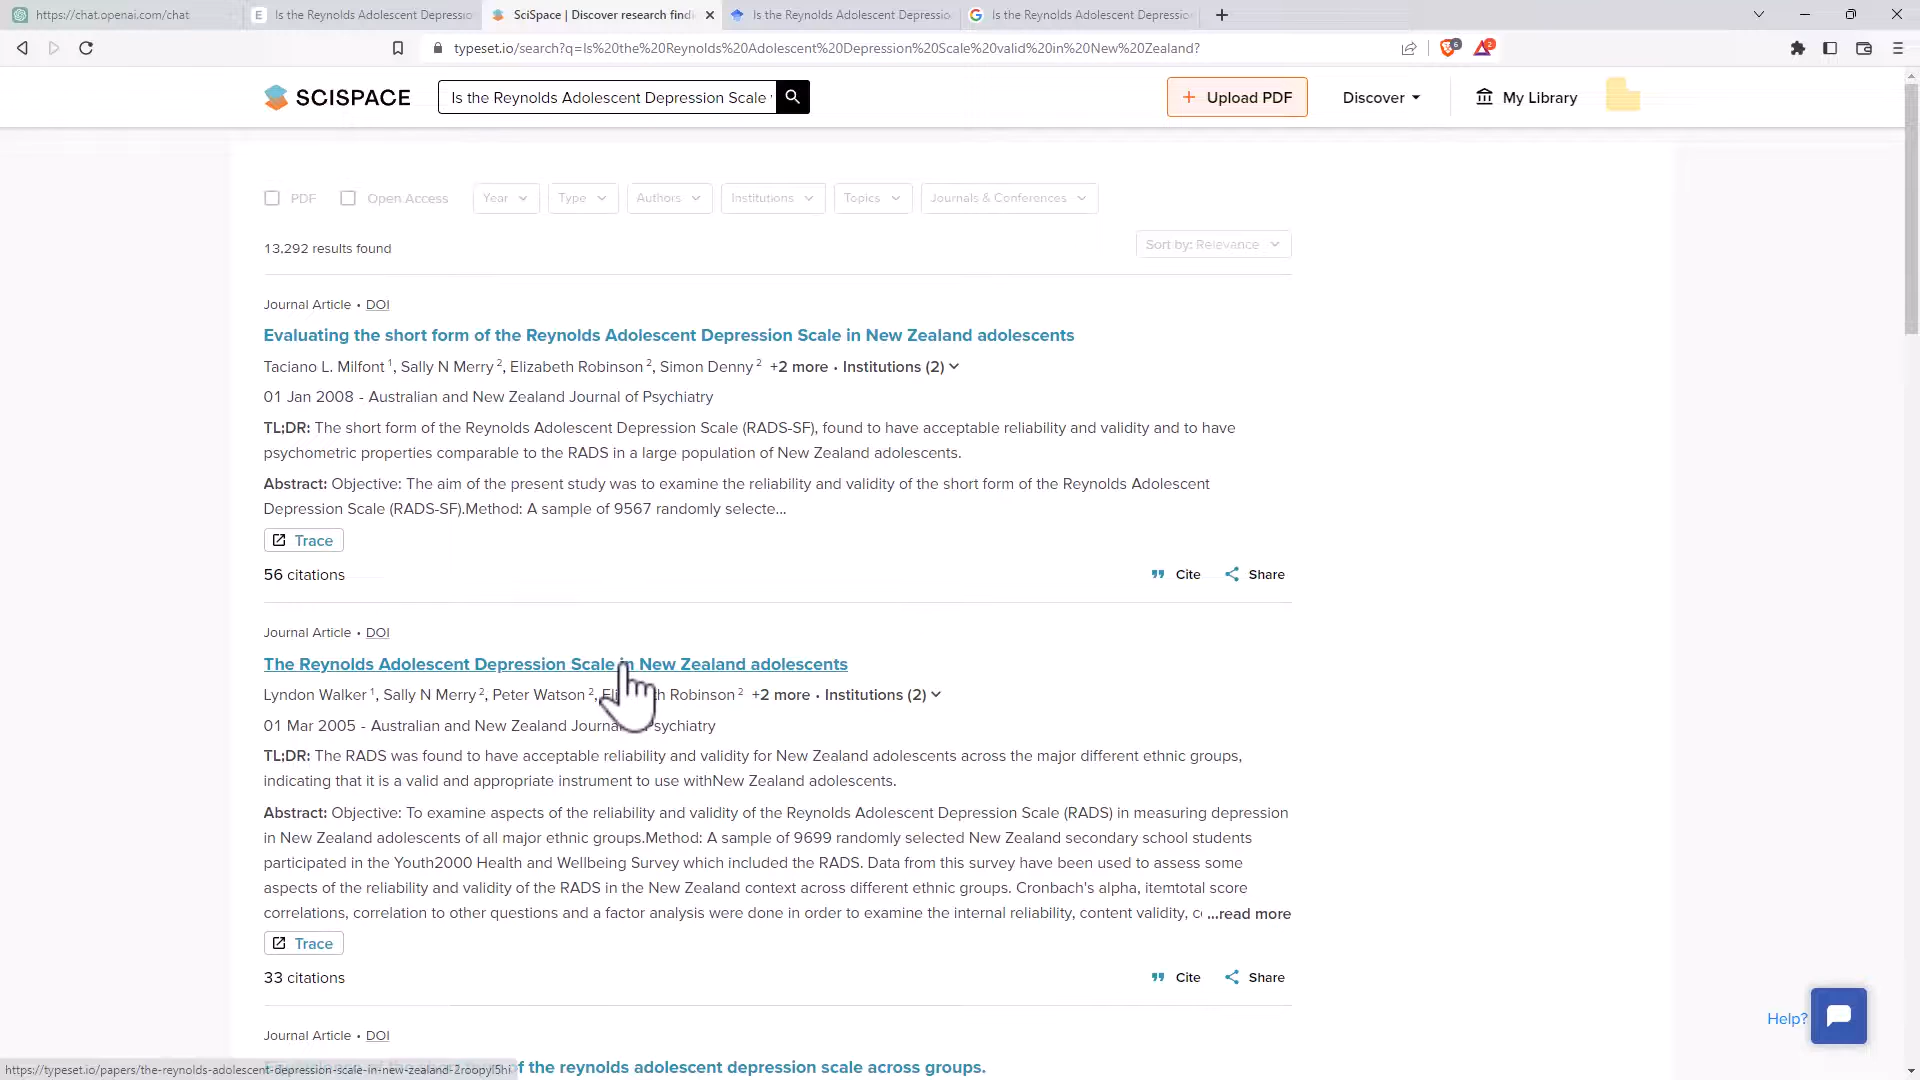 https://chat.openai.com/chat
E Is the Reynolds Adolescent Depressio
SciSpace | Discover research findi
Is the Reynolds Adolescent Depressio
Is the Reynolds Adolescent Depressio
typeset.io/search?q=Is%20the%20Reynolds%20Adolescent%20Depression%20Scale%20valid%20in%20New%20Zealand?
6
2
SCISPACE
Is the Reynolds Adolescent Depression Scale
+ Upload PDF
Discover
My Library
PDF
Open Access
Year
Type
Authors
Institutions
Topics
Journals & Conferences
13,292 results found
Sort by: Relevance
Journal Article • DOI
Evaluating the short form of the Reynolds Adolescent Depression Scale in New Zealand adolescents
Taciano L. Milfont 1, Sally N Merry 2, Elizabeth Robinson 2, Simon Denny 2 +2 more • Institutions (2)
01 Jan 2008 - Australian and New Zealand Journal of Psychiatry
TL;DR: The short form of the Reynolds Adolescent Depression Scale (RADS-SF), found to have acceptable reliability and validity and to have
psychometric properties comparable to the RADS in a large population of New Zealand adolescents.
Abstract: Objective: The aim of the present study was to examine the reliability and validity of the short form of the Reynolds Adolescent
Depression Scale (RADS-SF).Method: A sample of 9567 randomly selecte...
Trace
56 citations
Cite
Share
Journal Article • DOI
The Reynolds Adolescent Depression Scale in New Zealand adolescents
Lyndon Walker 1, Sally N Merry 2, Peter Watson 2, Robinson 2 +2 more • Institutions (2)
01 Mar 2005 - Australian and New Zealand Psychiatry
TL;DR: The RADS was found to have acceptable reliability and validity for New Zealand adolescents across the major different ethnic groups,
indicating that it is a valid and appropriate instrument to use withNew Zealand adolescents.
Abstract: Objective: To examine aspects of the reliability and validity of the Reynolds Adolescent Depression Scale (RADS) in measuring depression
in New Zealand adolescents of all major ethnic groups.Method: A sample of 9699 randomly selected New Zealand secondary school students
participated in the Youth2000 Health and Wellbeing Survey which included the RADS. Data from this survey have been used to assess some
aspects of the reliability and validity of the RADS in the New Zealand context across different ethnic groups. Cronbach's alpha, itemtotal score
correlations, correlation to other questions and a factor analysis were done in order to examine the internal reliability, content validity, c ...read more
Trace
33 citations
Cite
Share
Help?
Journal Article • DOI
of the reynolds adolescent depression scale across groups.
https://typeset.io/papers/the-reynolds-adolescent-depression-scale-in-new-zealand-2roopyl5hi